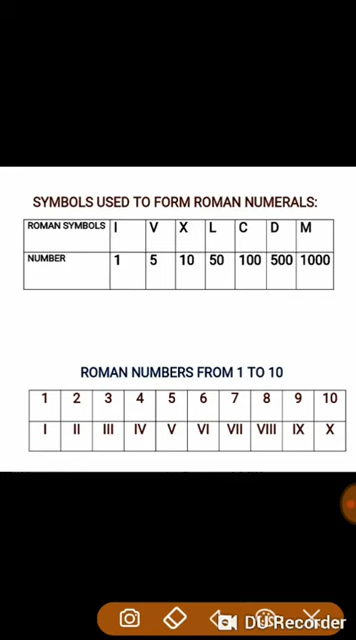 SYMBOLS USED TO FORM ROMAN NUMERALS:
ROMAN SYMBOLS I V X L C D M
NUMBER 1 5 10 50 100 500 1000
ROMAN NUMBERS FROM 1 TO 10
1 2 3 4 5 6 7 8 9 10
I II III IV V VI VII VIII IX X
DU Recorder